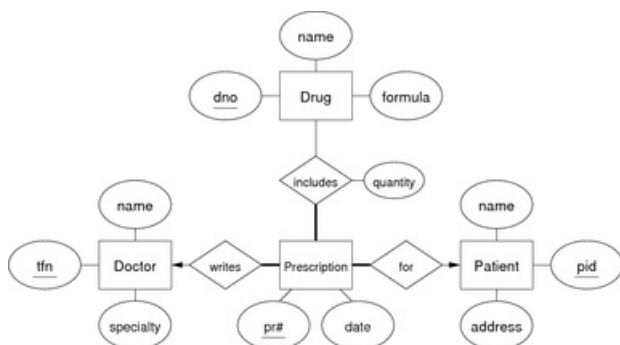 name
dno
Drug
formula
includes
quantity
name
name
tfn
Doctor
writes
Prescription
for
Patient
pid
specialty
pr#
date
address